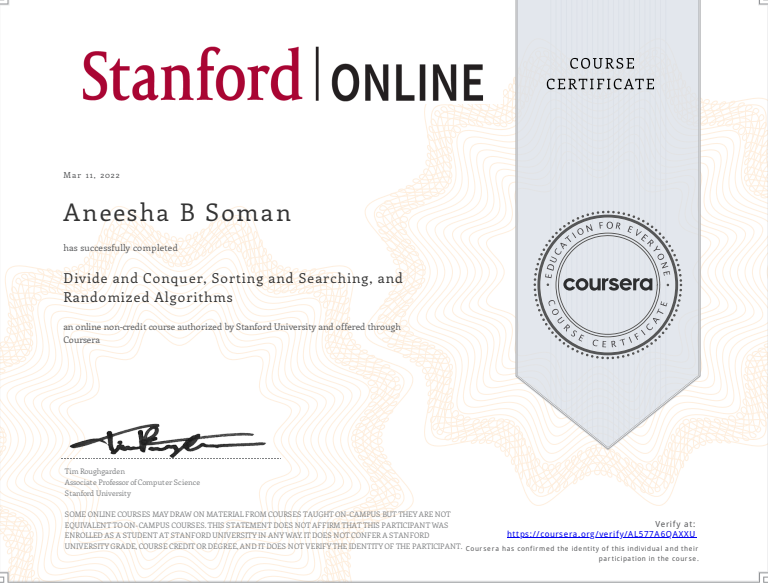 Stanford | ONLINE
COURSE
CERTIFICATE
Mar 11, 2022
Aneesha B Soman
has successfully completed
Divide and Conquer, Sorting and Searching, and
Randomized Algorithms
an online non-credit course authorized by Stanford University and offered through
Coursera
EDUCATION FOR EVERYONE
coursera
COURSE CERTIFICATE
Tim Roughgarden
Associate Professor of Computer Science
Stanford University
SOME ONLINE COURSES MAY DRAW ON MATERIAL FROM COURSES TAUGHT ON-CAMPUS BUT THEY ARE NOT
EQUIVALENT TO ON-CAMPUS COURSES. THIS STATEMENT DOES NOT AFFIRM THAT THIS PARTICIPANT WAS
ENROLLED AS A STUDENT AT STANFORD UNIVERSITY IN ANY WAY. IT DOES NOT CONFER A STANFORD
UNIVERSITY GRADE, COURSE CREDIT OR DEGREE, AND IT DOES NOT VERIFY THE IDENTITY OF THE PARTICIPANT.
Verify at:
https://coursera.org/verify/AL577A6QAXXU
Coursera has confirmed the identity of this individual and their
participation in the course.